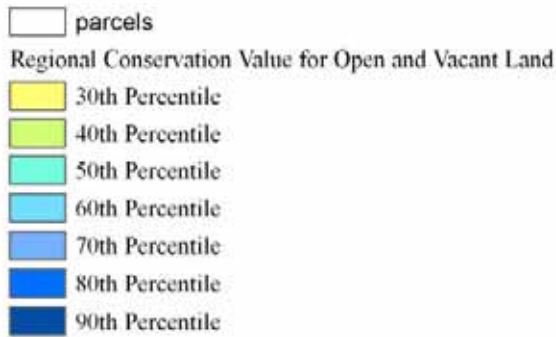 parcels
Regional Conservation Value for Open and Vacant Land
30th Percentile
40th Percentile
50th Percentile
60th Percentile
70th Percentile
80th Percentile
90th Percentile